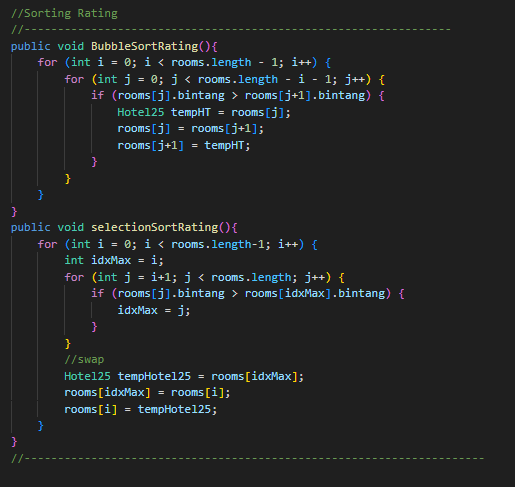 //Sorting Rating
//----------------------------------------------------------------
public void BubbleSortRating(){
    for (int i = 0; i < rooms.length - 1; i++) {
        for (int j = 0; j < rooms.length - i - 1; j++) {
            if (rooms[j].bintang > rooms[j+1].bintang) {
                Hotel25 tempHT = rooms[j];
                rooms[j] = rooms[j+1];
                rooms[j+1] = tempHT;
            }
        }
    }
}
public void selectionSortRating(){
    for (int i = 0; i < rooms.length-1; i++) {
        int idxMax = i;
        for (int j = i+1; j < rooms.length; j++) {
            if (rooms[j].bintang > rooms[idxMax].bintang) {
                idxMax = j;
            }
        }
        //swap
        Hotel25 tempHotel25 = rooms[idxMax];
        rooms[idxMax] = rooms[i];
        rooms[i] = tempHotel25;
    }
}
//---------------------------------------------------------------------